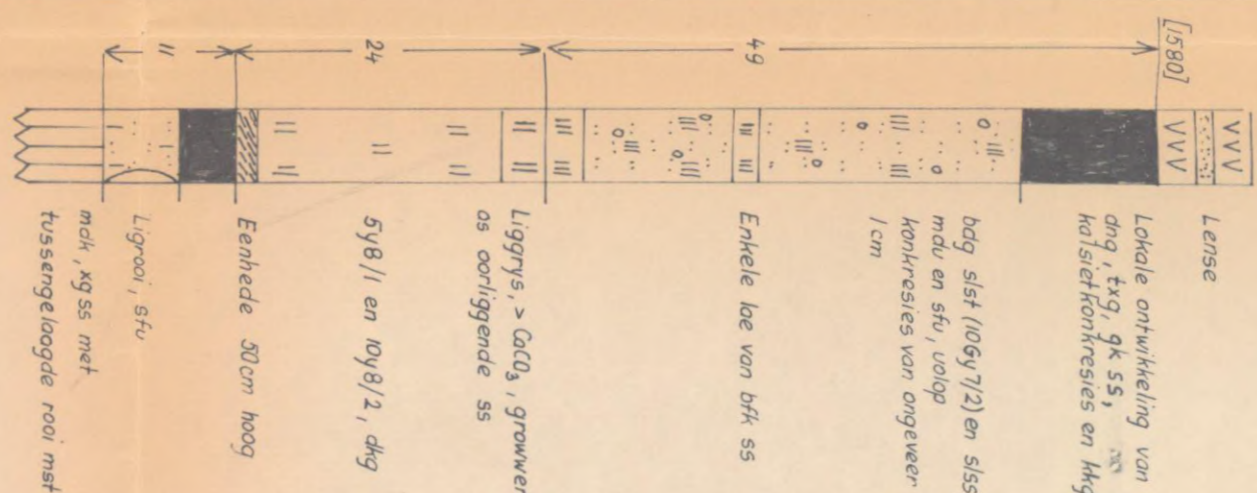 [1580]
Lense
Lokale ontwikkeling van
dng, txg, gk ss,
kalsietkonkresies en
49
bdg slst (10Gy7/2) en slss
mdu en sfu, volop
konkresies van ongeveer
1 cm
Enkele lae van bfk ss
Liggrys, > CaCO₃, growwer
as oorliggende ss
24
5y8/1 en 10y8/2, dkg
Eenhede 50cm hoog
11
Ligrooi, sfu
mdk, xg ss met
tussengelaagde rooi mst